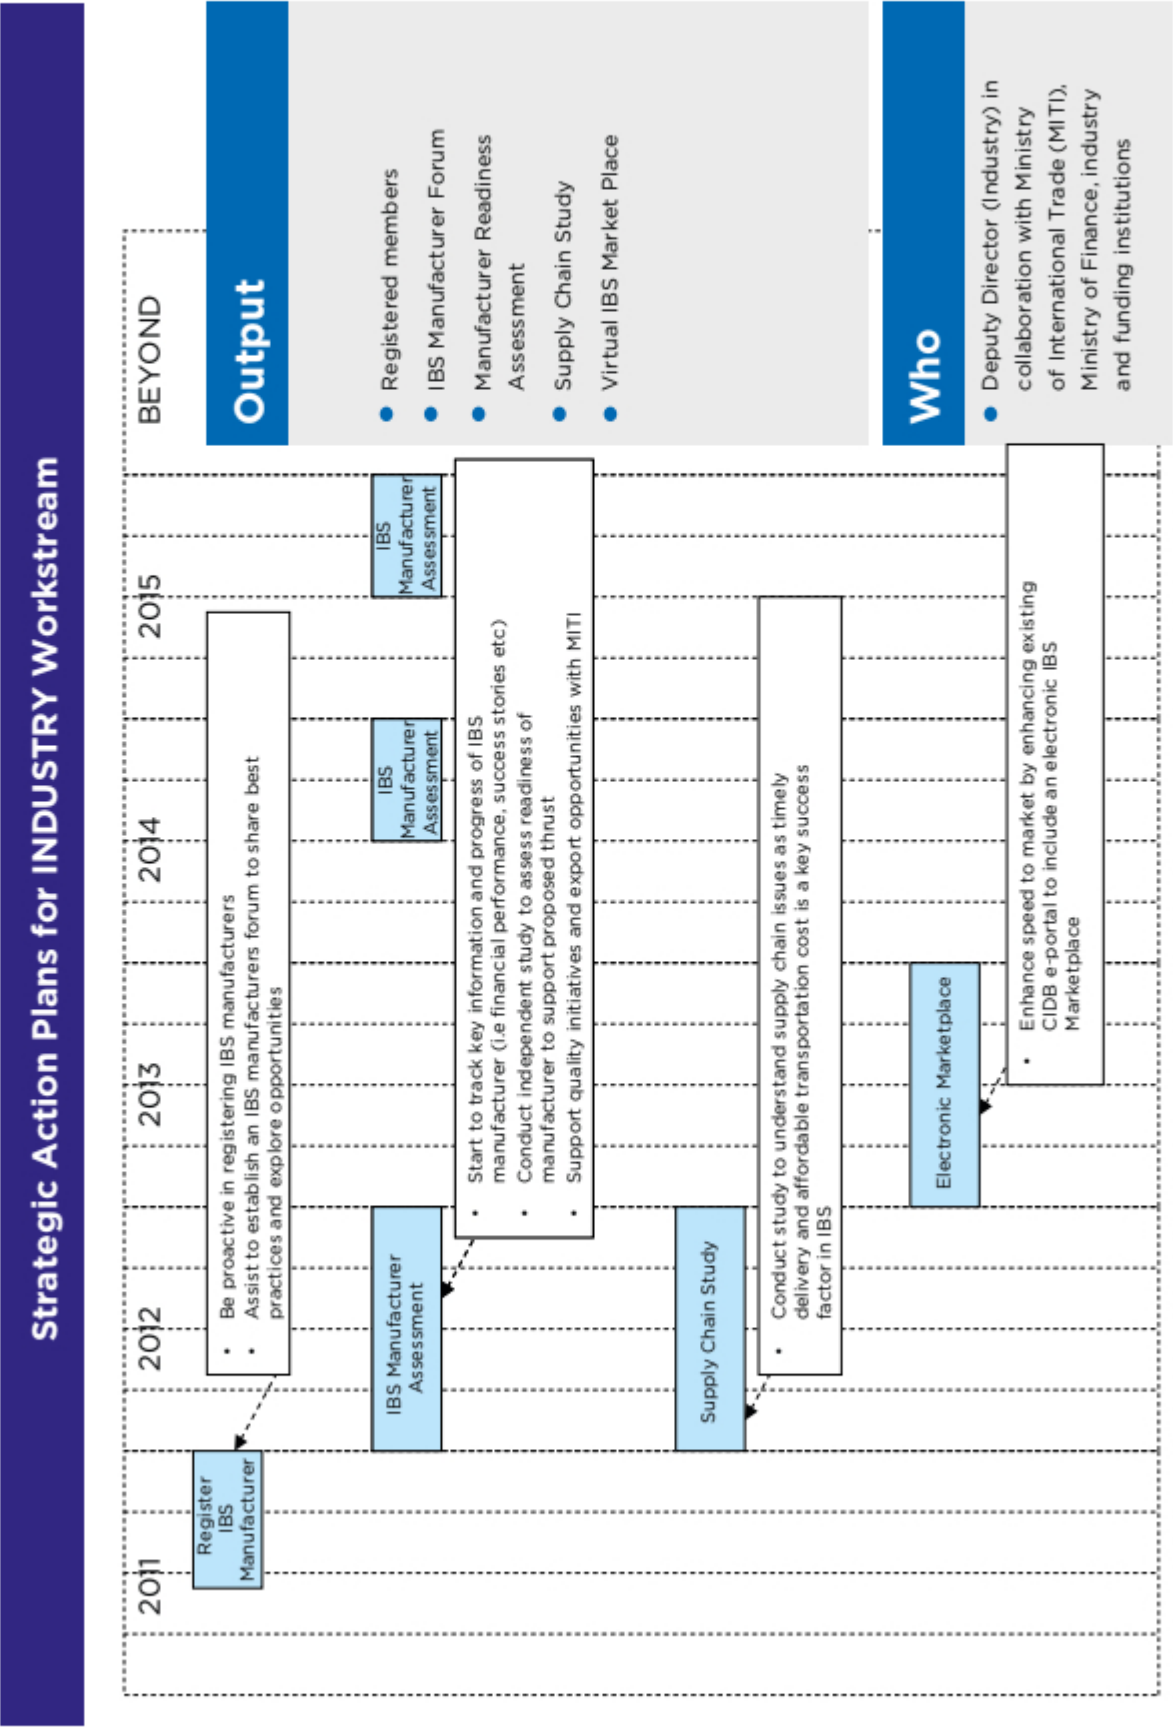 Strategic Action Plans for INDUSTRY Workstream
2011
2012
2013
2014
2015
BEYOND
Register
IBS
Manufacturer
• Be proactive in registering IBS manufacturers
• Assist to establish an IBS manufacturers forum to share best
practices and explore opportunities
IBS Manufacturer
Assessment
IBS
Manufacturer
Assessment
IBS
Manufacturer
Assessment
• Start to track key information and progress of IBS
manufacturer (i.e financial performance, success stories etc)
• Conduct independent study to assess readiness of
manufacturer to support proposed thrust
• Support quality initiatives and export opportunities with MITI
Supply Chain Study
• Conduct study to understand supply chain issues as timely
delivery and affordable transportation cost is a key success
factor in IBS
Electronic Marketplace
• Enhance speed to market by enhancing existing
CIDB e-portal to include an electronic IBS
Marketplace
Output
• Registered members
• IBS Manufacturer Forum
• Manufacturer Readiness
Assessment
• Supply Chain Study
• Virtual IBS Market Place
Who
• Deputy Director (Industry) in
collaboration with Ministry
of International Trade (MITI),
Ministry of Finance, industry
and funding institutions